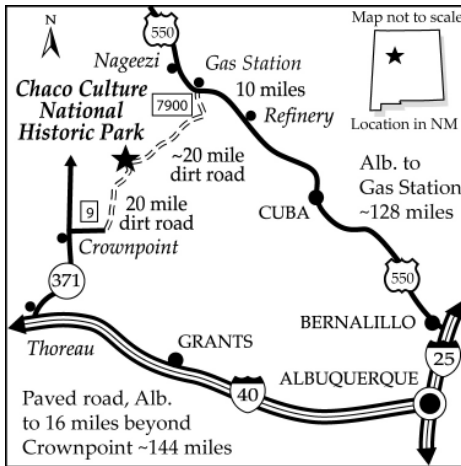 N
550
Map not to scale
Nageezi
Gas Station
10 miles
7900
Refinery
Chaco Culture
National
Historic Park
Location in NM
~20 mile
dirt road
Alb. to
Gas Station
~128 miles
9
20 mile
dirt road
CUBA
Crownpoint
371
550
BERNALILLO
25
Thoreau
GRANTS
ALBUQUERQUE
40
Paved road, Alb.
to 16 miles beyond
Crownpoint ~144 miles